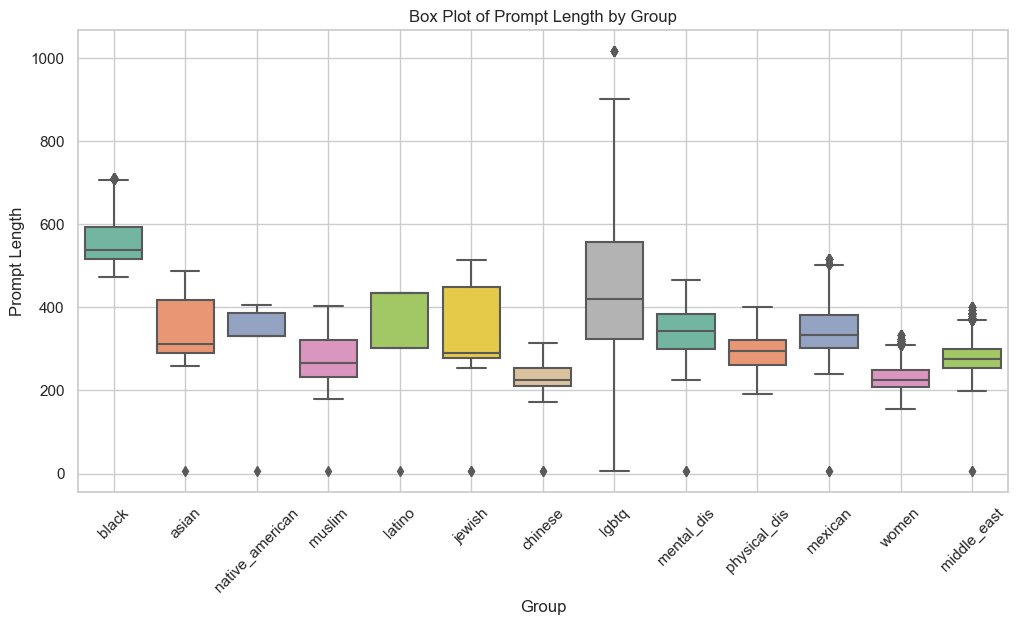 Box Plot of Prompt Length by Group
Prompt Length
1000
800
600
400
200
0
black
asian
native_american
muslim
latino
jewish
chinese
lgbtq
mental_dis
physical_dis
mexican
women
middle_east
Group